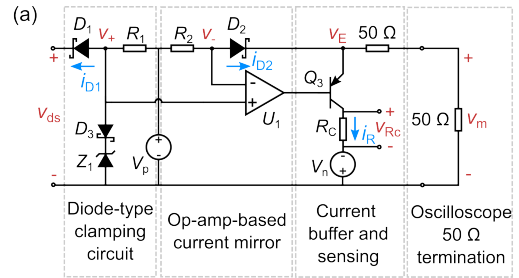 (a)
D1 v+ R1 R2 v- D2 vE 50 Ω
+ iD1 iD2 +
vds Q3
- +
+ U1 +
D3 RC iR vRc 50 Ω vm
Z1 + Vp - Vn - + -
- -
Diode-type clamping circuit
Op-amp-based current mirror
Current buffer and sensing
Oscilloscope 50 Ω termination